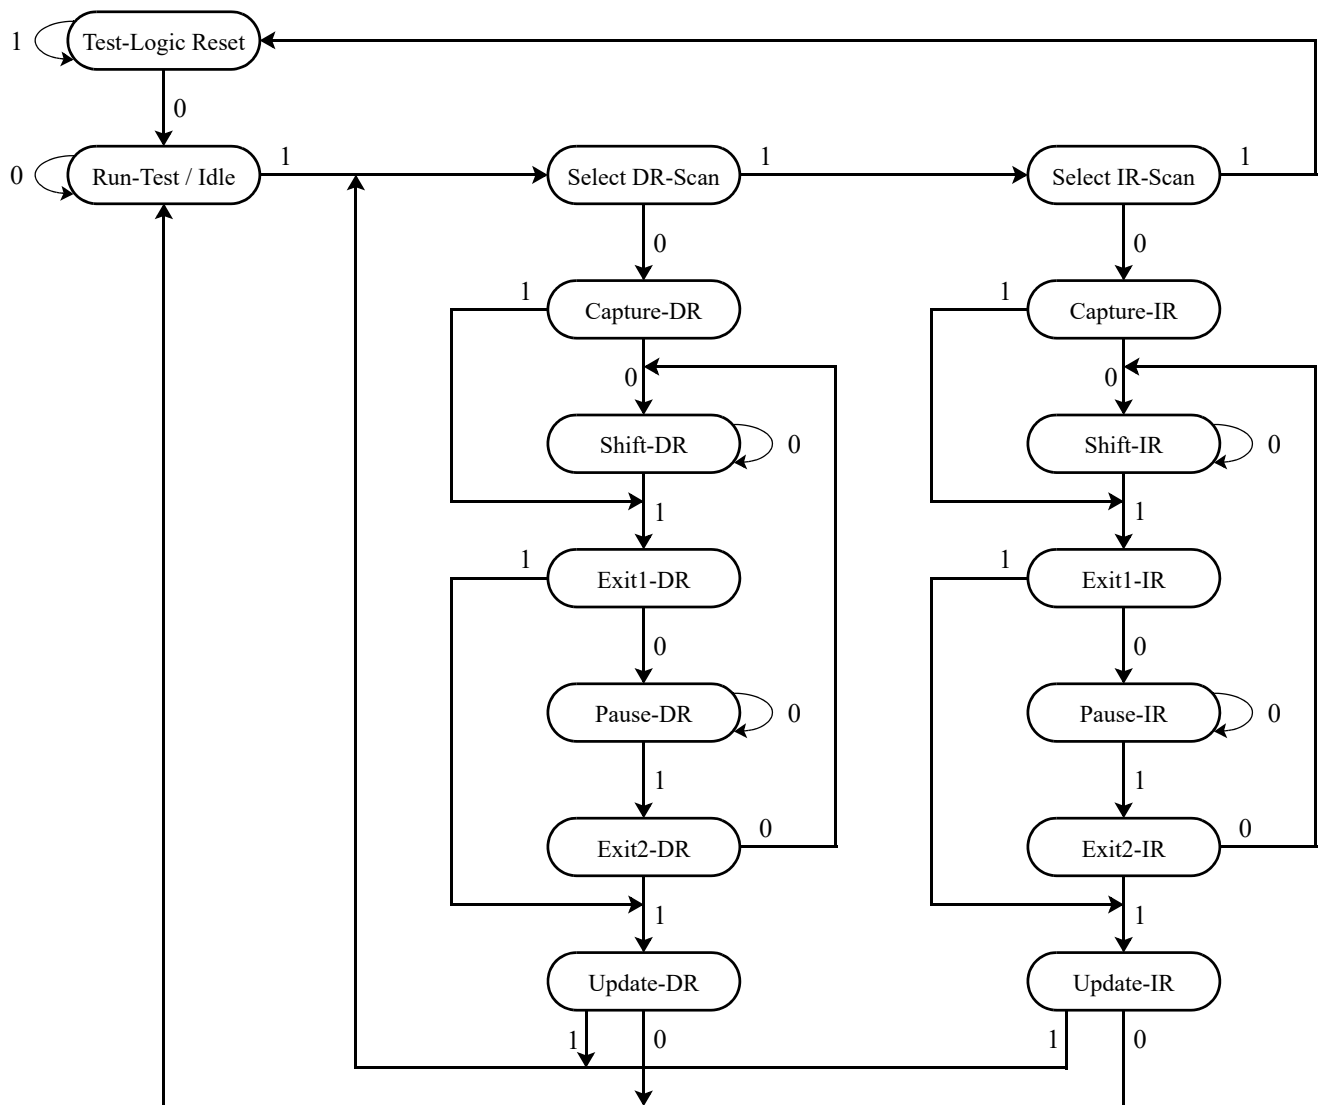 1
Test-Logic Reset
0
0
Run-Test / Idle
1
Select DR-Scan
1
Select IR-Scan
1
0
0
1
Capture-DR
1
Capture-IR
0
0
Shift-DR
0
Shift-IR
0
1
1
1
Exit1-DR
1
Exit1-IR
0
0
Pause-DR
0
Pause-IR
0
1
1
Exit2-DR
0
Exit2-IR
0
1
1
Update-DR
Update-IR
1
0
1
0